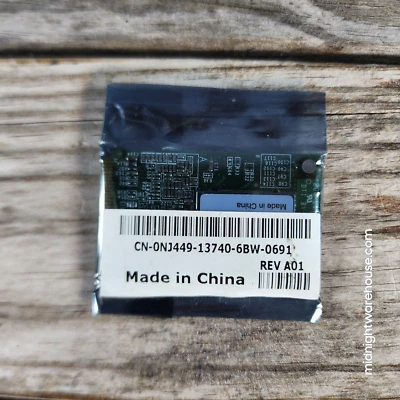 Made in China
CN-0NJ449-13740-6BW-0691
REV A01
Made in China
midnightwarehouse.com